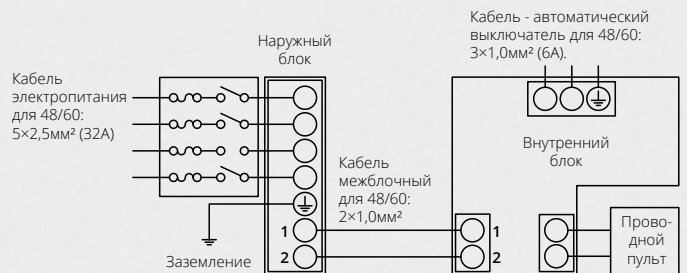 Кабель - автоматический
выключатель для 48/60:
3×1,0мм² (6А).
Наружный
блок
Кабель
электропитания
для 48/60:
5×2,5мм² (32А)
Внутренний
блок
Кабель
межблочный
для 48/60:
2×1,0мм²
Прово-
дной
пульт
1
1
2
2
Заземление